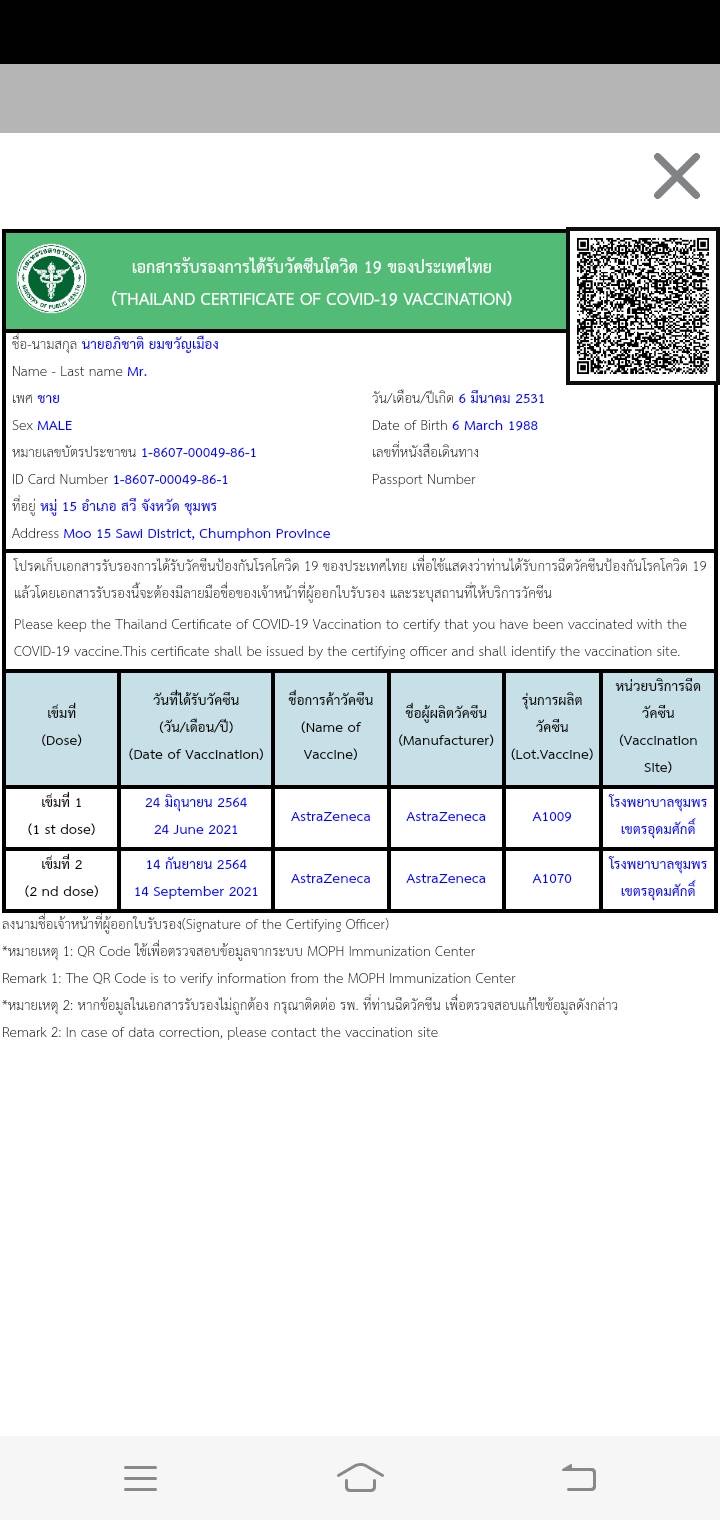 เอกสารรับรองการได้รับวัคซีนโควิด 19 ของประเทศไทย
(THAILAND CERTIFICATE OF COVID-19 VACCINATION)
ชื่อ-นามสกุล นายอภิชาติ ยมขวัญเมือง
Name - Last name Mr.
เพศ ชาย วัน/เดือน/ปีเกิด 6 มีนาคม 2531
Sex MALE Date of Birth 6 March 1988
หมายเลขบัตรประชาชน 1-8607-00049-86-1 เลขที่หนังสือเดินทาง
ID Card Number 1-8607-00049-86-1 Passport Number
ที่อยู่ หมู่ 15 อำเภอ สวี จังหวัด ชุมพร
Address Moo 15 Sawi District, Chumphon Province
โปรดเก็บเอกสารรับรองการได้รับวัคซีนป้องกันโรคโควิด 19 ของประเทศไทย เพื่อใช้แสดงว่าท่านได้รับการฉีดวัคซีนป้องกันโรคโควิด 19
แล้วโดยเอกสารรับรองนี้จะต้องมีลายมือชื่อของเจ้าหน้าที่ผู้ออกใบรับรอง และระบุสถานที่ให้บริการวัคซีน
Please keep the Thailand Certificate of COVID-19 Vaccination to certify that you have been vaccinated with the
COVID-19 vaccine.This certificate shall be issued by the certifying officer and shall identify the vaccination site.
เข็มที่
(Dose)
วันที่ได้รับวัคซีน
(วัน/เดือน/ปี)
(Date of Vaccination)
ชื่อการค้าวัคซีน
(Name of
Vaccine)
ชื่อผู้ผลิตวัคซีน
(Manufacturer)
รุ่นการผลิต
วัคซีน
(Lot.Vaccine)
หน่วยบริการฉีด
วัคซีน
(Vaccination
Site)
เข็มที่ 1
(1 st dose)
24 มิถุนายน 2564
24 June 2021
AstraZeneca
AstraZeneca
A1009
โรงพยาบาลชุมพร
เขตรอุดมศักดิ์
เข็มที่ 2
(2 nd dose)
14 กันยายน 2564
14 September 2021
AstraZeneca
AstraZeneca
A1070
โรงพยาบาลชุมพร
เขตรอุดมศักดิ์
ลงนามชื่อเจ้าหน้าที่ผู้ออกใบรับรอง(Signature of the Certifying Officer)
*หมายเหตุ 1: QR Code ใช้เพื่อตรวจสอบข้อมูลจากระบบ MOPH Immunization Center
Remark 1: The QR Code is to verify information from the MOPH Immunization Center
*หมายเหตุ 2: หากข้อมูลในเอกสารรับรองไม่ถูกต้อง กรุณาติดต่อ รพ. ที่ท่านฉีดวัคซีน เพื่อตรวจสอบแก้ไขข้อมูลดังกล่าว
Remark 2: In case of data correction, please contact the vaccination site